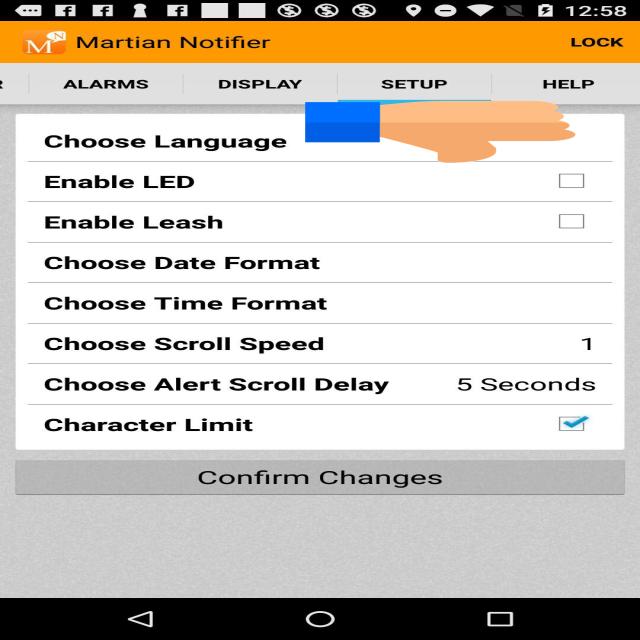 12:58
Martian Notifier
LOCK
ALARMS
DISPLAY
SETUP
HELP
Choose Language
Enable LED
Enable Leash
Choose Date Format
Choose Time Format
Choose Scroll Speed 1
Choose Alert Scroll Delay 5 Seconds
Character Limit
Confirm Changes